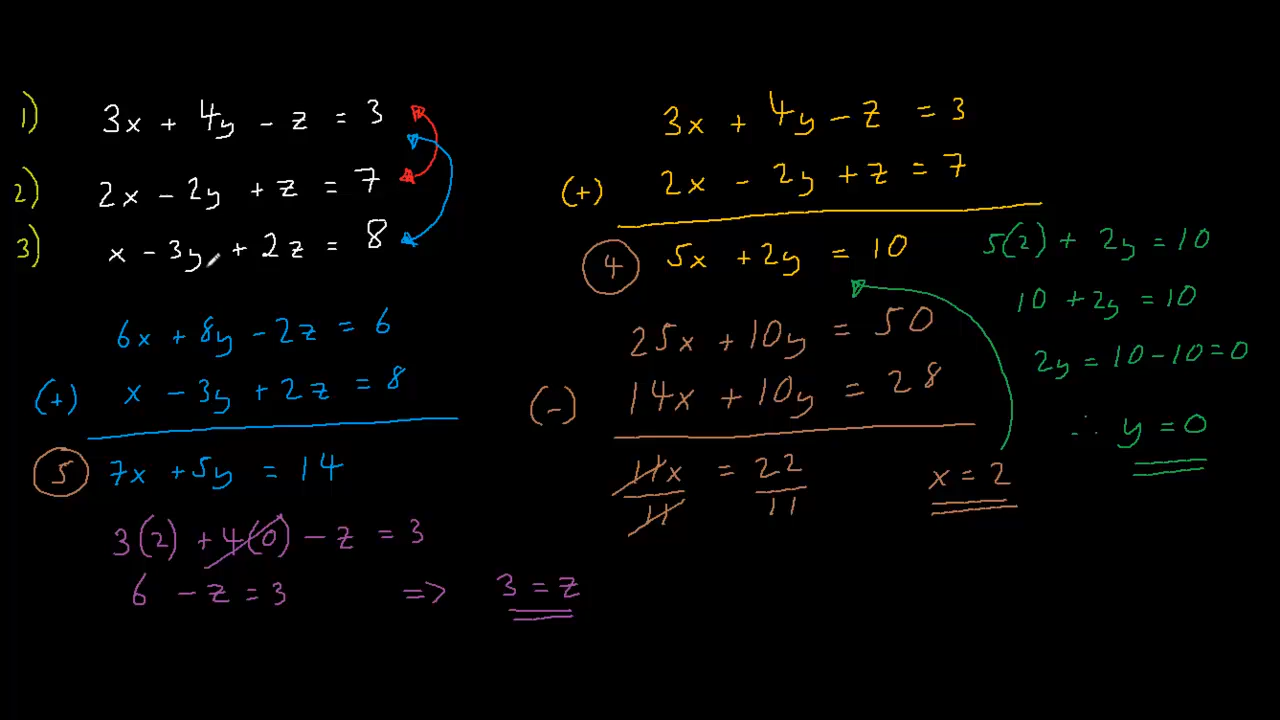 1) 3x + 4y - z = 3
2) 2x - 2y + z = 7
3) x - 3y + 2z = 8
6x + 8y - 2z = 6
(+) x - 3y + 2z = 8
5 7x + 5y = 14
3(2) + 4(0) - z = 3
6 - z = 3 => 3 = z
3x + 4y - z = 3
(+) 2x - 2y + z = 7
4 5x + 2y = 10
25x + 10y = 50
(-) 14x + 10y = 28
11x = 22
11 11
x = 2
5(2) + 2y = 10
10 + 2y = 10
2y = 10 - 10 = 0
∴ y = 0